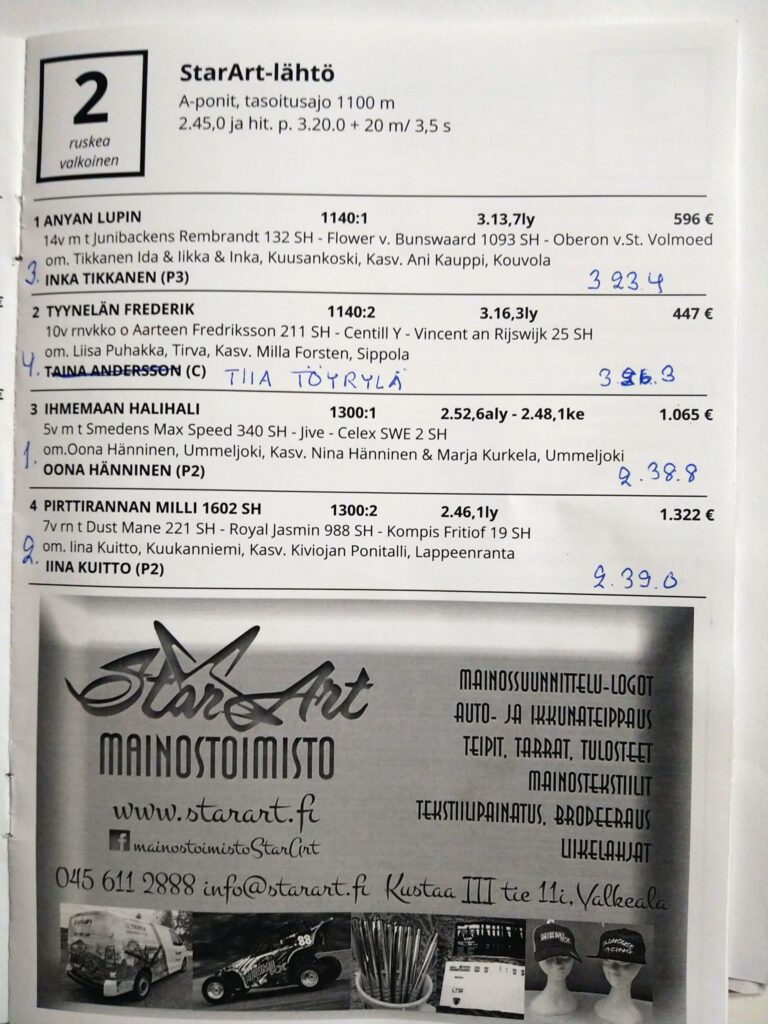 2
ruskea
valkoinen
StarArt-lähtö
A-ponit, tasoitusajo 1100 m
2.45,0 ja hit. p. 3.20.0 + 20 m/ 3,5 s
1 ANYAN LUPIN 1140:1 3.13,7ly 596 €
14v m t Junibackens Rembrandt 132 SH - Flower v. Bunswaard 1093 SH - Oberon v.St. Volmoed
om. Tikkanen Ida & Iikka & Inka, Kuusankoski, Kasv. Ani Kauppi, Kouvola
3. INKA TIKKANEN (P3) 3.23.4
2 TYYNELÄN FREDERIK 1140:2 3.16,3ly 447 €
10v rnvkko o Aarteen Fredriksson 211 SH - Centill Y - Vincent an Rijswijk 25 SH
om. Liisa Puhakka, Tirva, Kasv. Milla Forsten, Sippola
4. TAINA ANDERSSON (C) TIIA TÖYRYLÄ
3 IHMEMAAN HALIHALI 1300:1 2.52,6aly - 2.48,1ke 1.065 €
5v m t Smedens Max Speed 340 SH - Jive - Celex SWE 2 SH
om.Oona Hänninen, Ummeljoki, Kasv. Nina Hänninen & Marja Kurkela, Ummeljoki
1. OONA HÄNNINEN (P2) 2.38.8
4 PIRTTIRANNAN MILLI 1602 SH 1300:2 2.46,1ly 1.322 €
7v rn t Dust Mane 221 SH - Royal Jasmin 988 SH - Kompis Fritiof 19 SH
om. Iina Kuitto, Kuukanniemi, Kasv. Kiviojan Ponitalli, Lappeenranta
2. IINA KUITTO (P2) 2.39.0
StarArt
MAINOSTOIMISTO
www.starart.fi
f mainostoimistoStarArt
MAINOSSUUNNITTELU-LOGOT
AUTO- JA IKKUNATEIPPAUS
TEIPIT, TARRAT, TULOSTEET
MAINOSTEKSTIILIT
TEKSTIILIPAINATUS, BRODEERAUS
LIIKELAHJAT
045 611 2888 info@starart.fi Kustaa III tie 11i, Valkeala
88